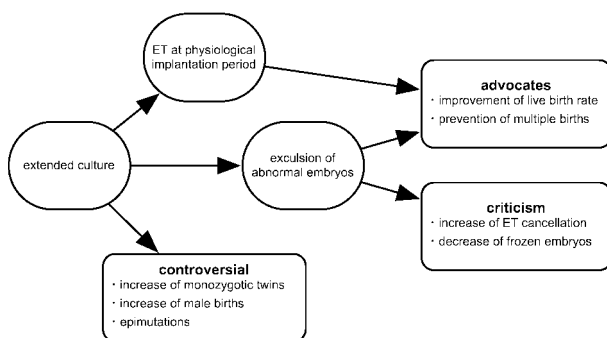 ET at physiological
implantation period
advocates
・improvement of live birth rate
・prevention of multiple births
extended culture
exculsion of
abnormal embryos
criticism
・increase of ET cancellation
・decrease of frozen embryos
controversial
・increase of monozygotic twins
・increase of male births
・epimutations